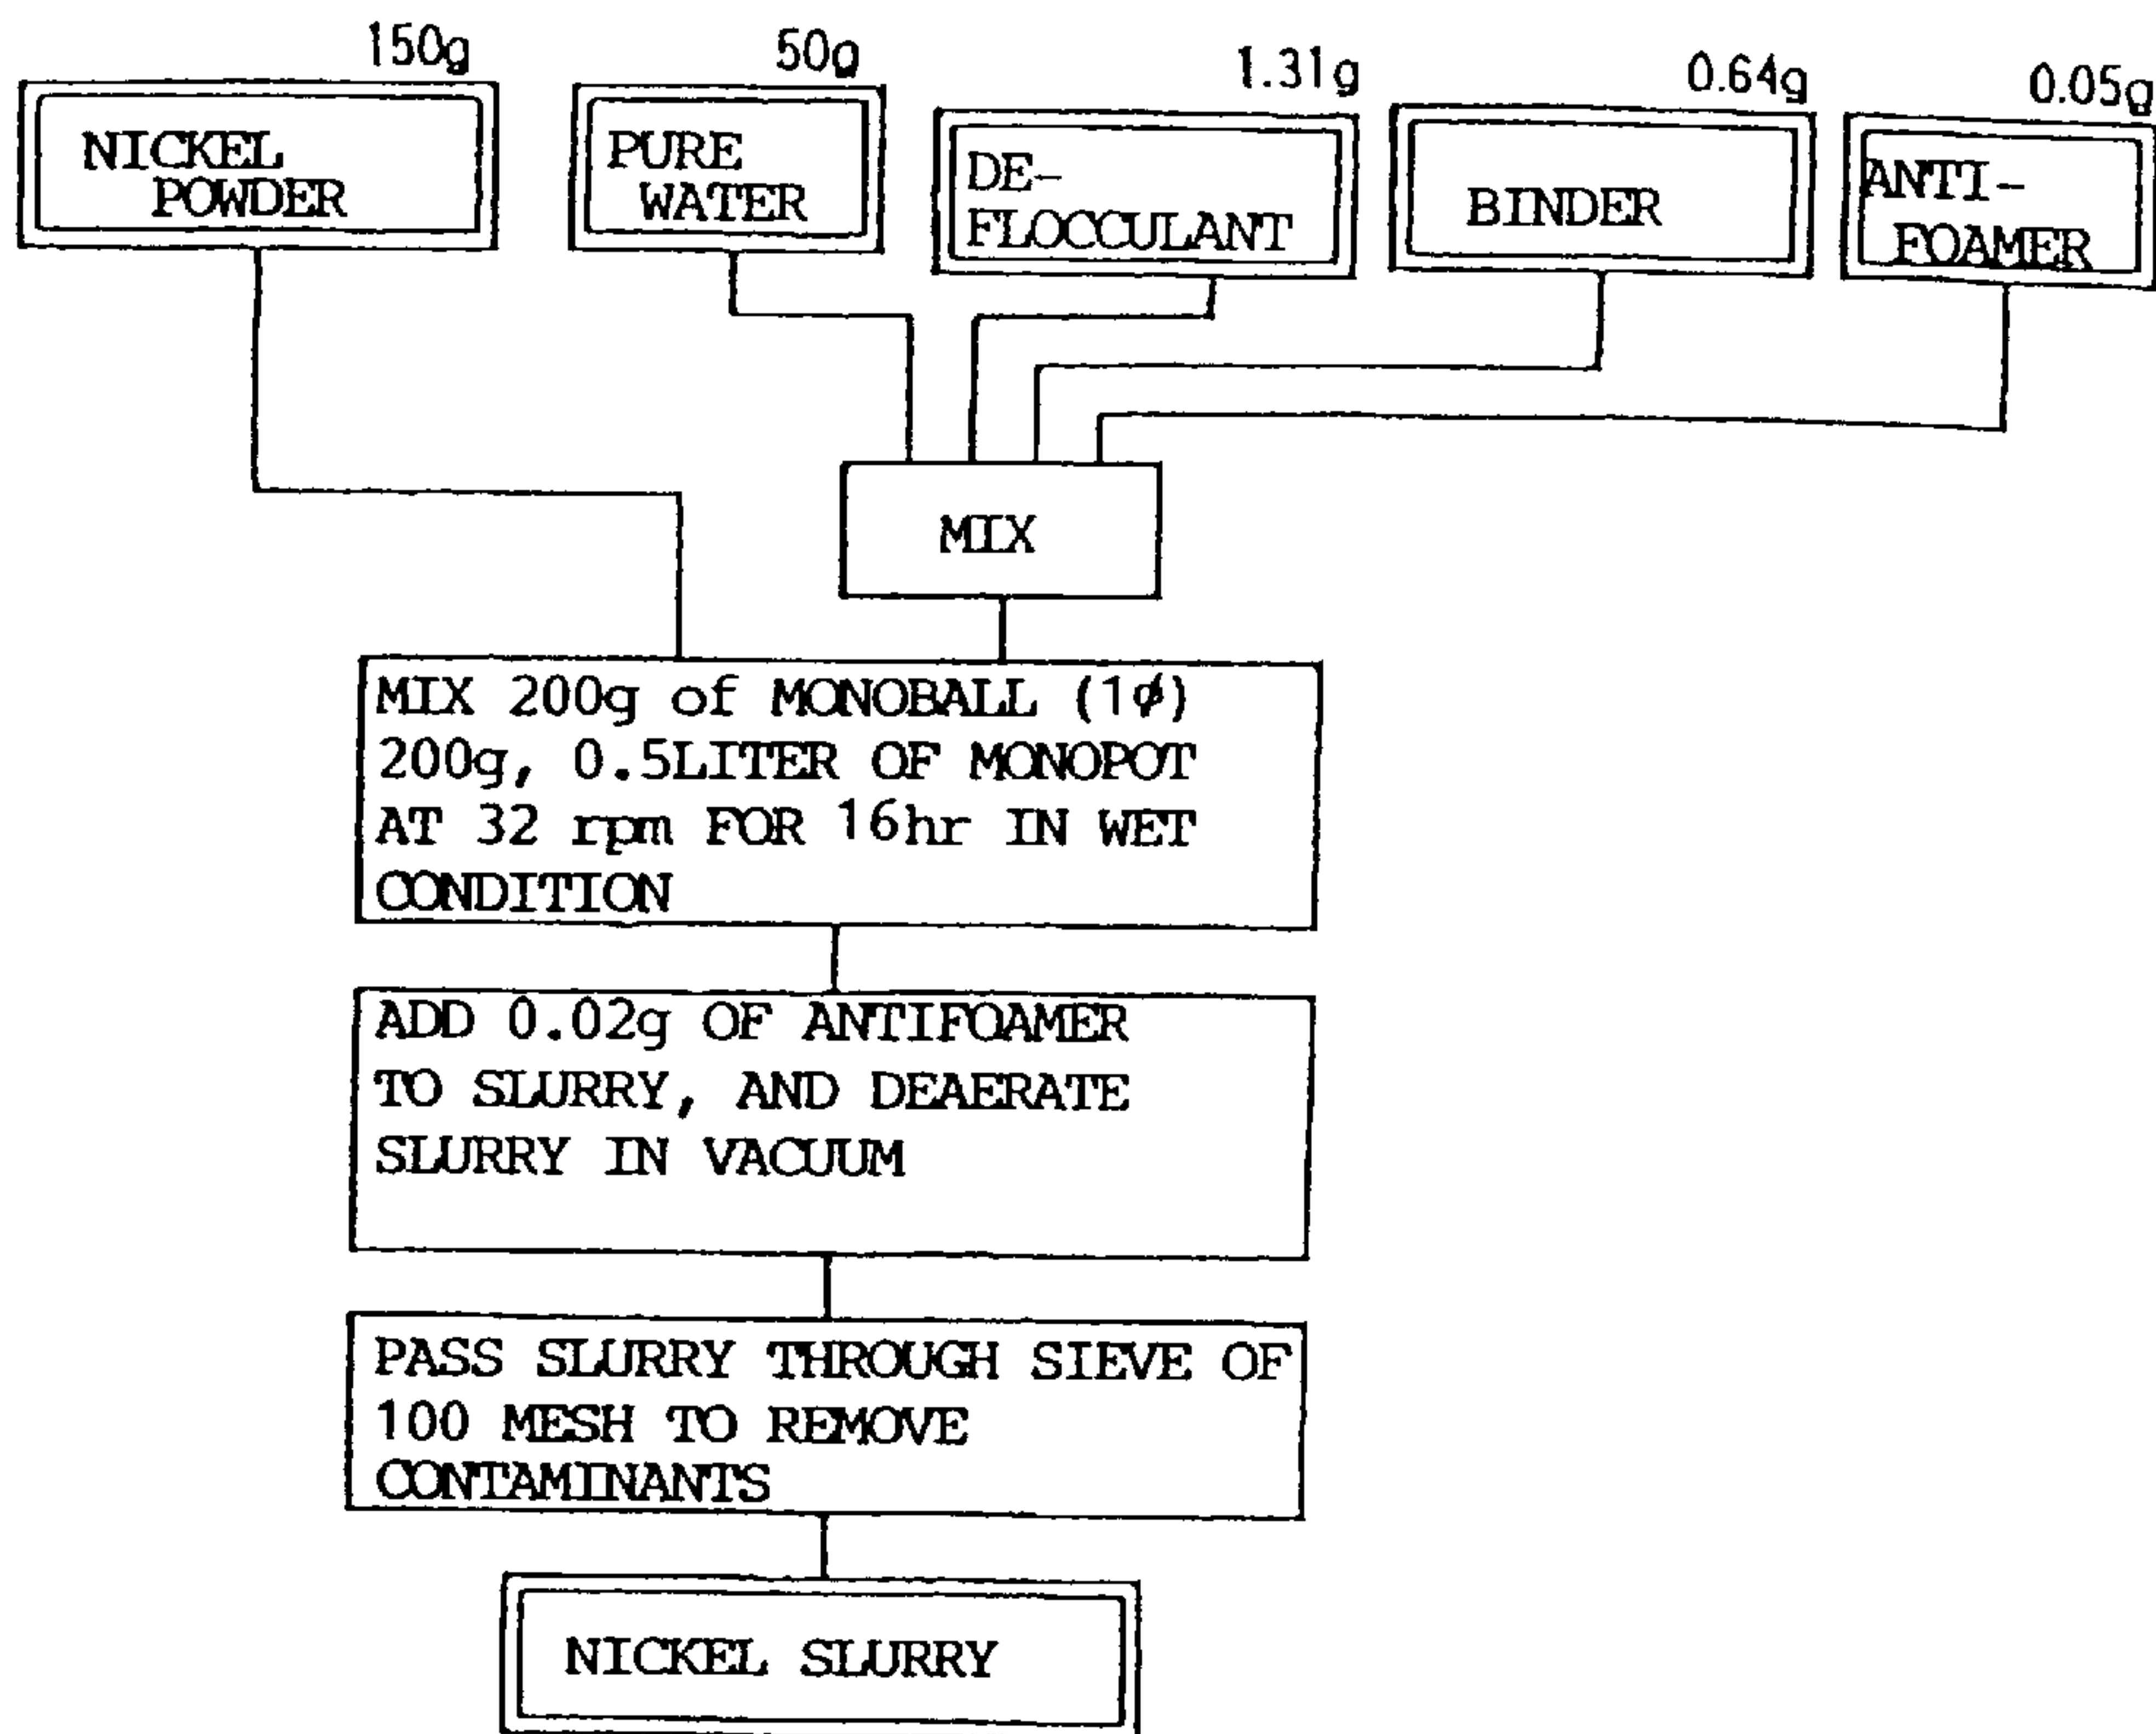 150g
50g
1.31g
0.64g
0.05g
NICKEL
POWDER
PURE
WATER
DE-
FLOCCULANT
BINDER
ANTI-
FOAMER
MIX
MIX 200g of MONOBALL (1ϕ)
200g, 0.5LITER OF MONOPOT
AT 32 rpm FOR 16hr IN WET
CONDITION
ADD 0.02g OF ANTIFOAMER
TO SLURRY, AND DEAERATE
SLURRY IN VACUUM
PASS SLURRY THROUGH SIEVE OF
100 MESH TO REMOVE
CONTAMINANTS
NICKEL SLURRY